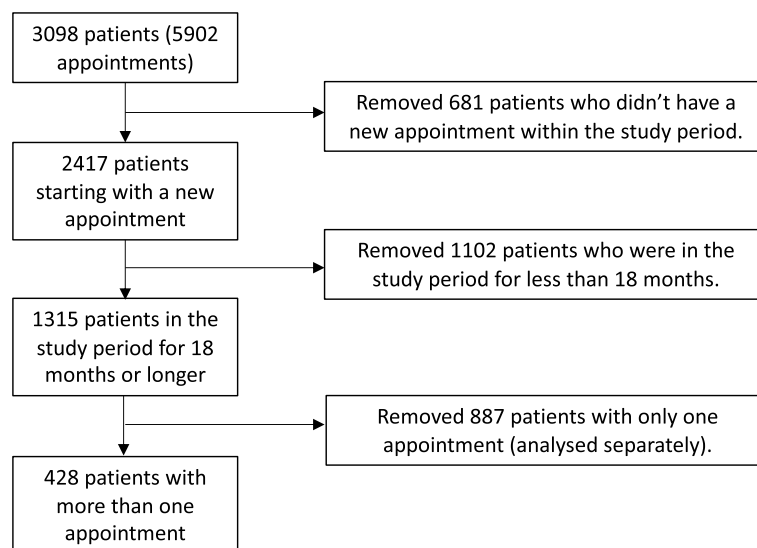 3098 patients (5902
appointments)
Removed 681 patients who didn’t have a
new appointment within the study period.
2417 patients
starting with a new
appointment
Removed 1102 patients who were in the
study period for less than 18 months.
1315 patients in the
study period for 18
months or longer
Removed 887 patients with only one
appointment (analysed separately).
428 patients with
more than one
appointment